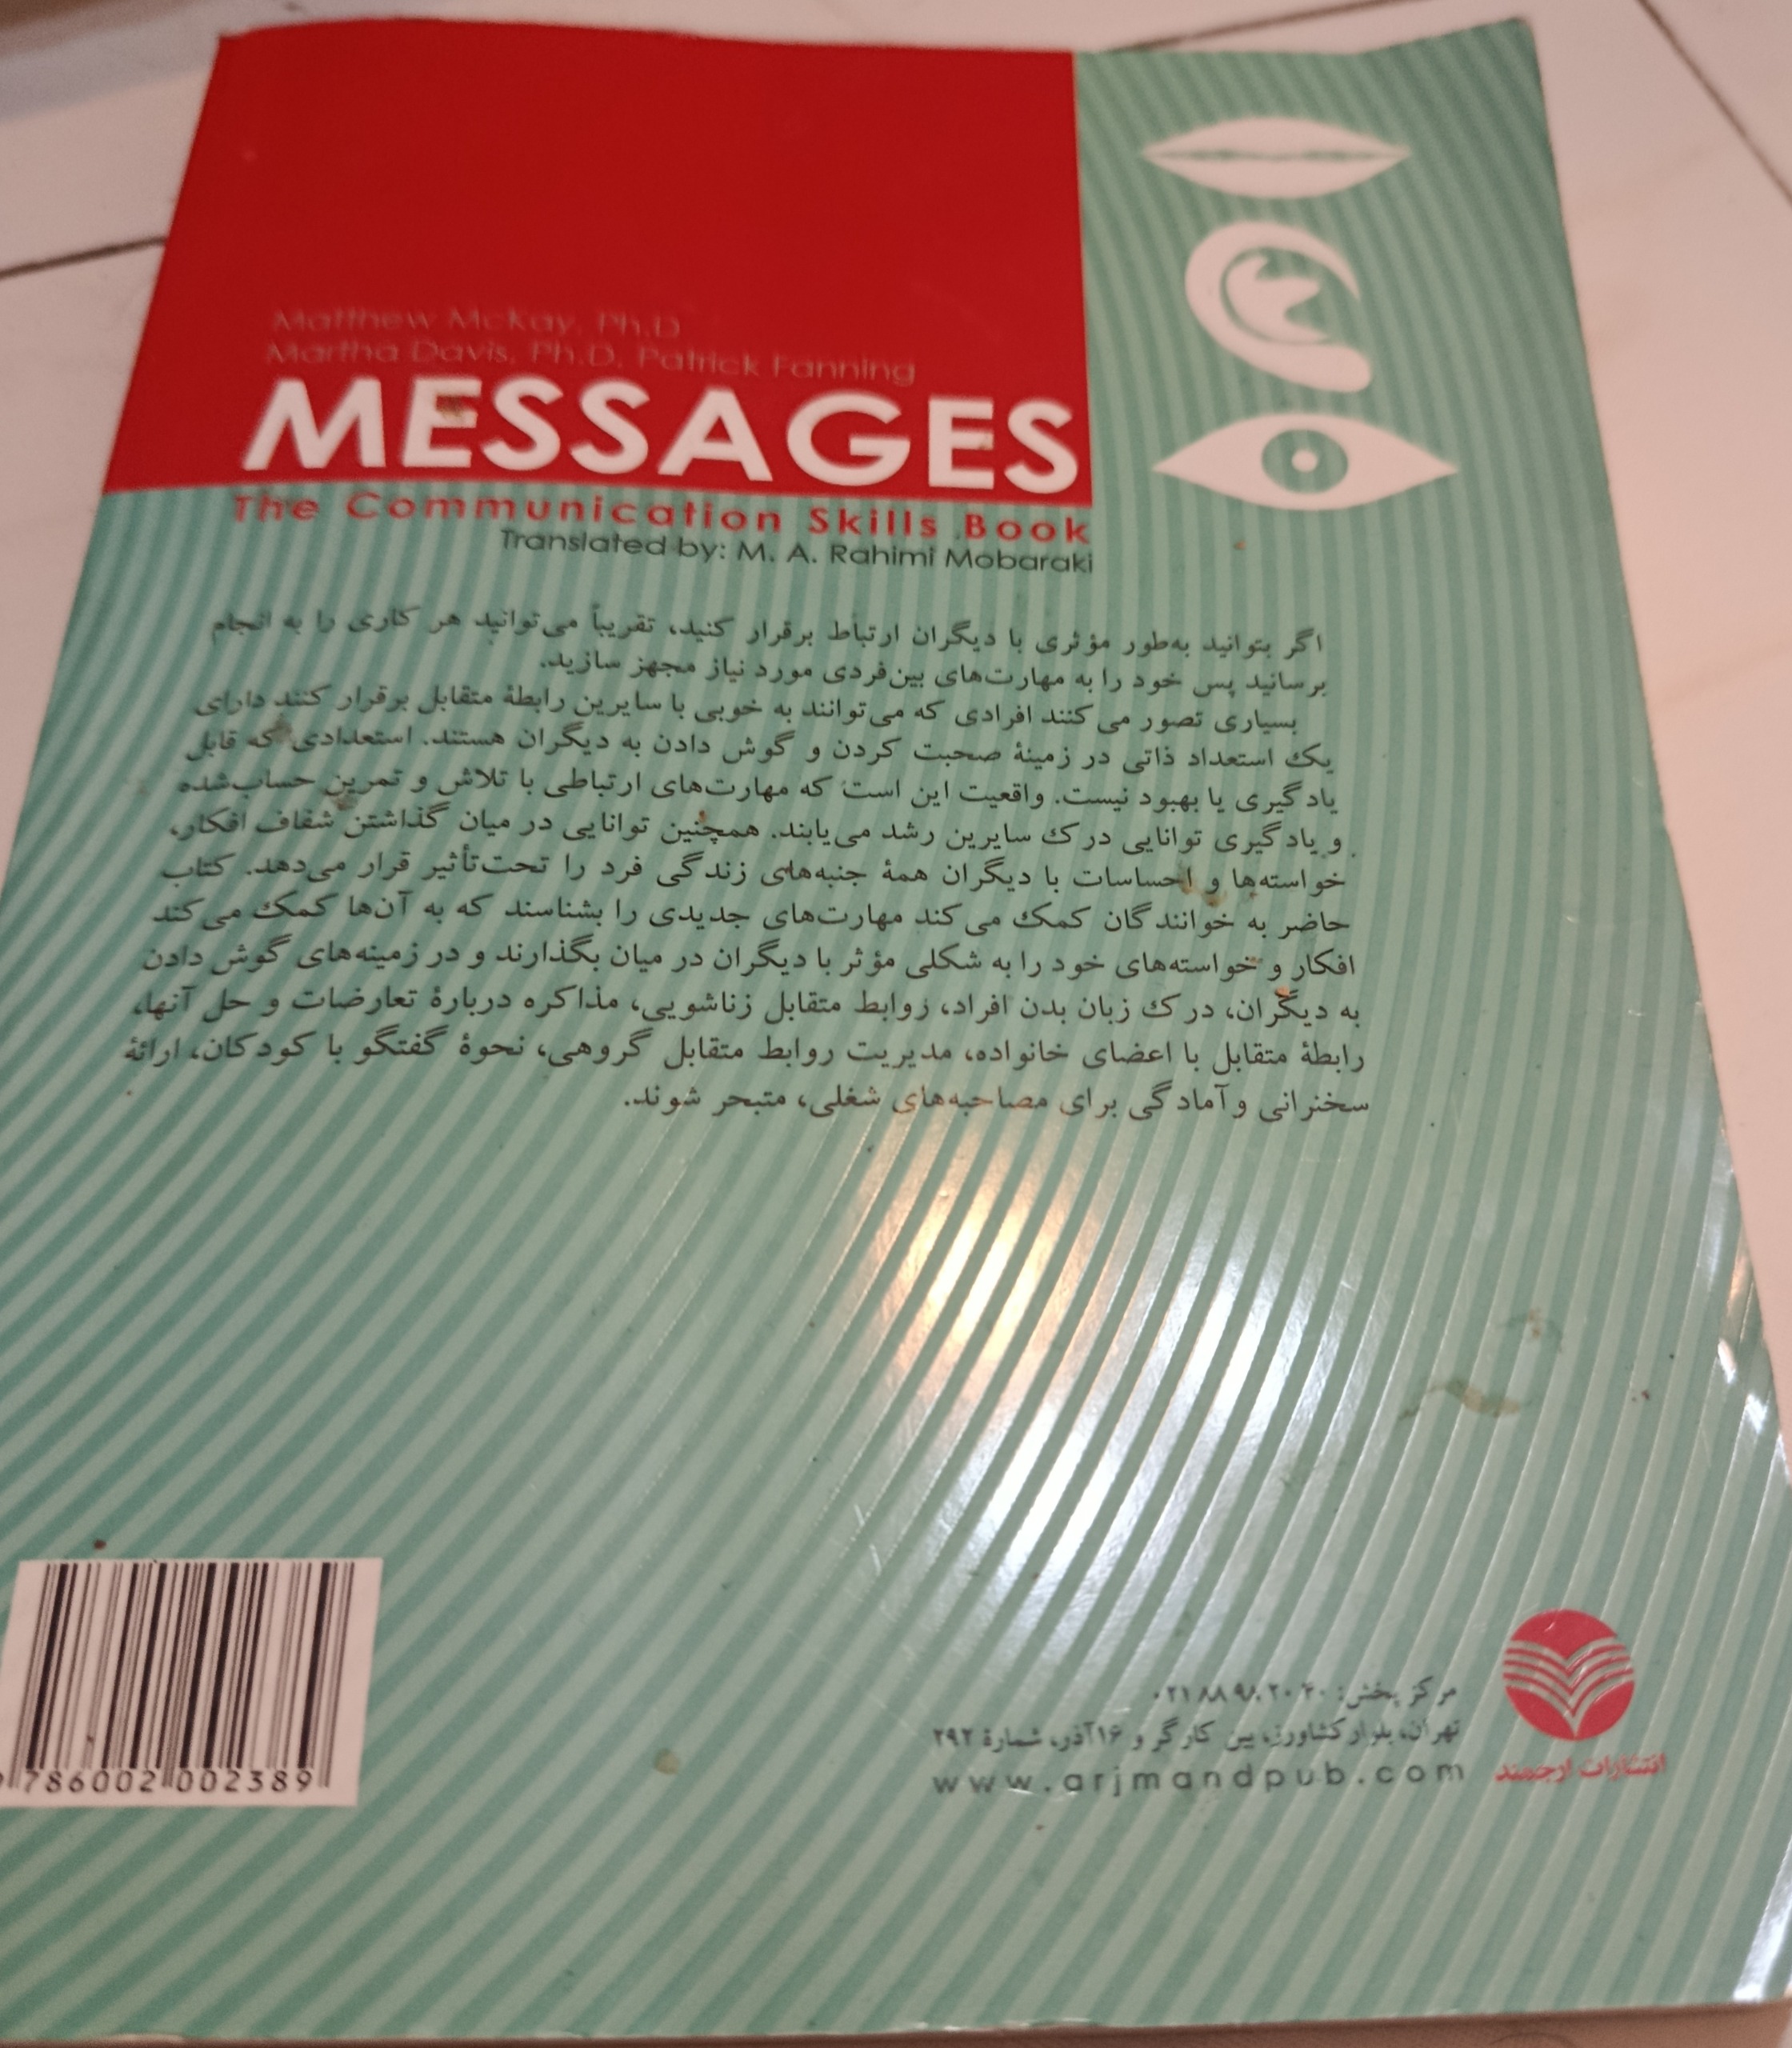 Matthew McKay, Ph.D
Martha Davis, Ph.D, Patrick Fanning
MESSAGES
The Communication Skills Book
Translated by: M. A. Rahimi Mobaraki
اگر بتوانید به‌طور مؤثری با دیگران ارتباط برقرار کنید، تقریباً می‌توانید هر کاری را به انجام
برسانید پس خود را به مهارت‌های بین‌فردی مورد نیاز مجهز سازید.
بسیاری تصور می‌کنند افرادی که می‌توانند به خوبی با سایرین رابطهٔ متقابل برقرار کنند دارای
یک استعداد ذاتی در زمینهٔ صحبت کردن و گوش دادن به دیگران هستند. استعدادی که قابل
یادگیری یا بهبود نیست. واقعیت این است که مهارت‌های ارتباطی با تلاش و تمرین حساب‌شده
و یادگیری توانایی درک سایرین رشد می‌یابند. همچنین توانایی در میان گذاشتن شفاف افکار،
خواسته‌ها و احساسات با دیگران همهٔ جنبه‌های زندگی فرد را تحت‌تأثیر قرار می‌دهد. کتاب
حاضر به خوانندگان کمک می‌کند مهارت‌های جدیدی را بشناسند که به آن‌ها کمک می‌کند
افکار و خواسته‌های خود را به شکلی مؤثر با دیگران در میان بگذارند و در زمینه‌های گوش دادن
به دیگران، درک زبان بدن افراد، روابط متقابل زناشویی، مذاکره دربارهٔ تعارضات و حل آنها،
رابطهٔ متقابل با اعضای خانواده، مدیریت روابط متقابل گروهی، نحوهٔ گفتگو با کودکان، ارائهٔ
سخنرانی و آمادگی برای مصاحبه‌های شغلی، متبحر شوند.
مرکز پخش: ۰۲۱۸۸۹۸۲۰۴۰
تهران، بلوار کشاورز، بین کارگر و ۱۶آذر، شمارهٔ ۲۹۲
www.arjmandpub.com
انتشارات ارجمند
786002 002389